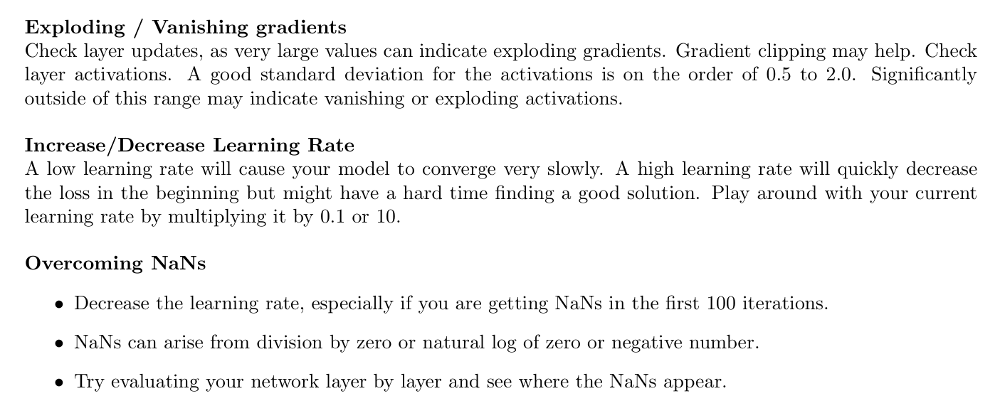 Exploding / Vanishing gradients
Check layer updates, as very large values can indicate exploding gradients. Gradient clipping may help. Check
layer activations. A good standard deviation for the activations is on the order of 0.5 to 2.0. Significantly
outside of this range may indicate vanishing or exploding activations.
Increase/Decrease Learning Rate
A low learning rate will cause your model to converge very slowly. A high learning rate will quickly decrease
the loss in the beginning but might have a hard time finding a good solution. Play around with your current
learning rate by multiplying it by 0.1 or 10.
Overcoming NaNs
• Decrease the learning rate, especially if you are getting NaNs in the first 100 iterations.
• NaNs can arise from division by zero or natural log of zero or negative number.
• Try evaluating your network layer by layer and see where the NaNs appear.